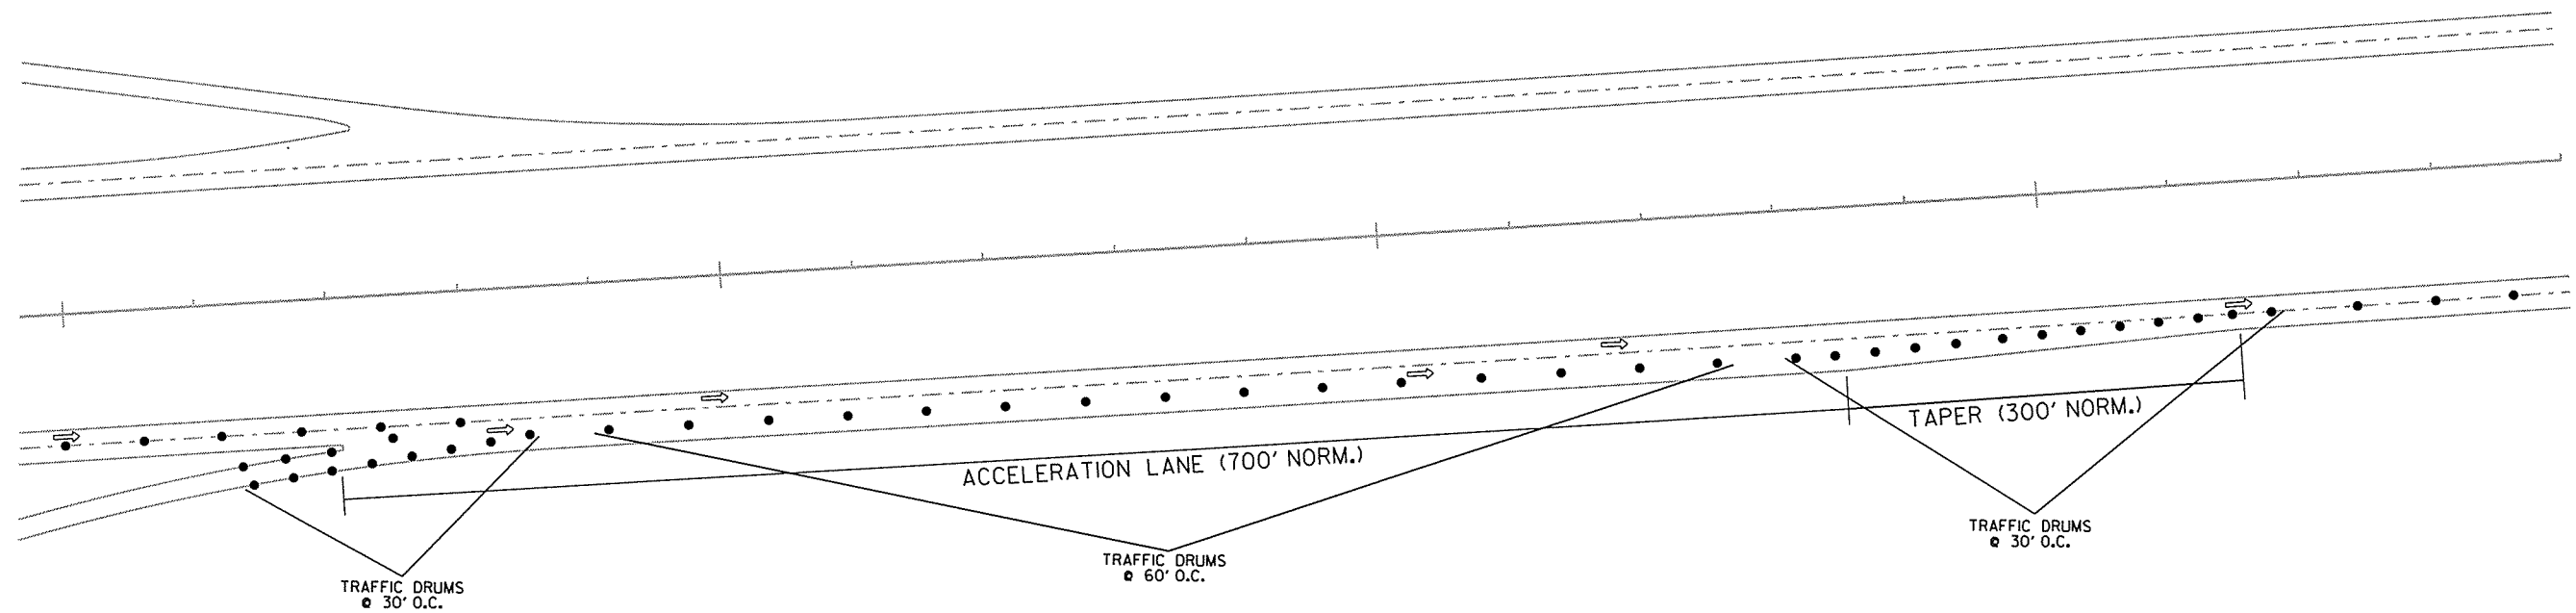 TAPER (300' NORM.)
ACCELERATION LANE (700' NORM.)
TRAFFIC DRUMS
@ 30' O.C.
TRAFFIC DRUMS
@ 60' O.C.
TRAFFIC DRUMS
@ 30' O.C.